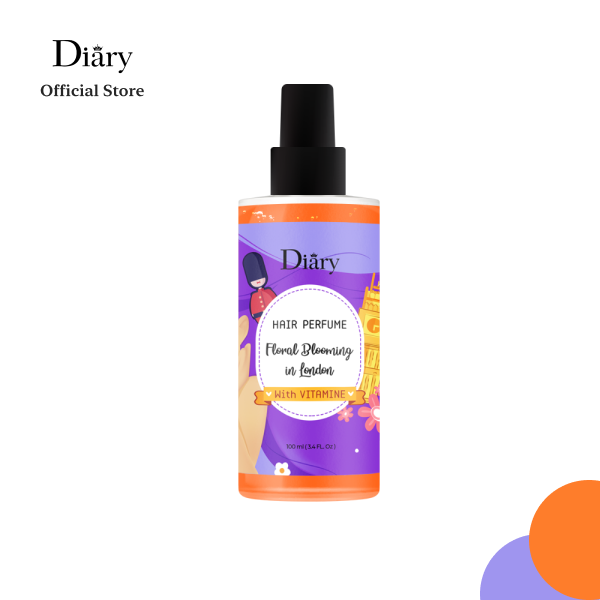 Diary
Official Store
Diary
HAIR PERFUME
Floral Blooming
in London
With VITAMINE
100 ml (3.4 FL.Oz)